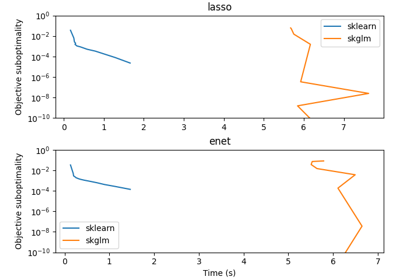 lasso
Objective suboptimality
10^0
10^-2
10^-4
10^-6
10^-8
10^-10
sklearn
skglm
0 1 2 3 4 5 6 7
enet
Objective suboptimality
10^0
10^-2
10^-4
10^-6
10^-8
10^-10
sklearn
skglm
0 1 2 3 4 5 6 7
Time (s)